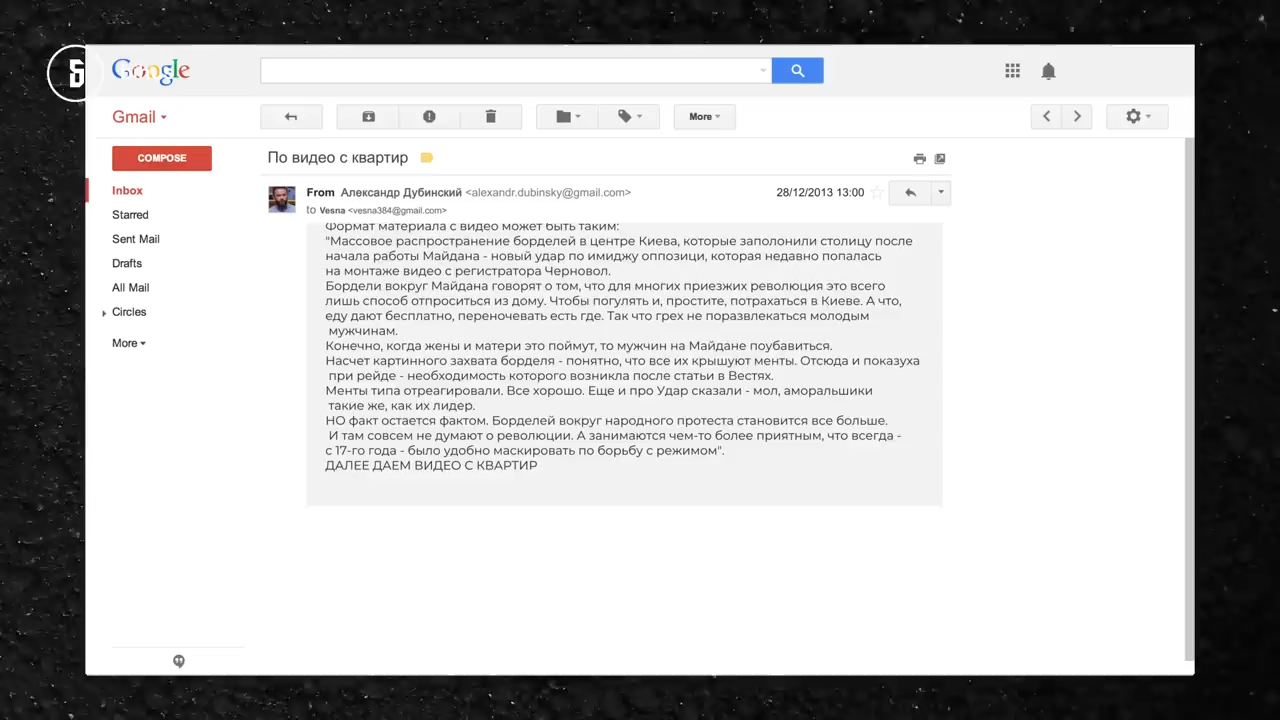 5
Google
Gmail
More
COMPOSE
По видео с квартир
Inbox
From Александр Дубинский <alexandr.dubinsky@gmail.com>
28/12/2013 13:00
to Vesna <vesna384@gmail.com>
Starred
Sent Mail
Drafts
All Mail
Circles
More
Формат материала с видео может быть таким:
"Массовое распространение борделей в центре Киева, которые заполонили столицу после
начала работы Майдана - новый удар по имиджу оппозици, которая недавно попалась
на монтаже видео с регистратора Черновол.
Бордели вокруг Майдана говорят о том, что для многих приезжих революция это всего
лишь способ отпроситься из дому. Чтобы погулять и, простите, потрахаться в Киеве. А что,
еду дают бесплатно, переночевать есть где. Так что грех не поразвлекаться молодым
мужчинам.
Конечно, когда жены и матери это поймут, то мужчин на Майдане поубавиться.
Насчет картинного захвата борделя - понятно, что все их крышуют менты. Отсюда и показуха
при рейде - необходимость которого возникла после статьи в Вестях.
Менты типа отреагировали. Все хорошо. Еще и про Удар сказали - мол, аморальшики
такие же, как их лидер.
НО факт остается фактом. Борделей вокруг народного протеста становится все больше.
И там совсем не думают о революции. А занимаются чем-то более приятным, что всегда -
с 17-го года - было удобно маскировать по борьбу с режимом".
ДАЛЕЕ ДАЕМ ВИДЕО С КВАРТИР